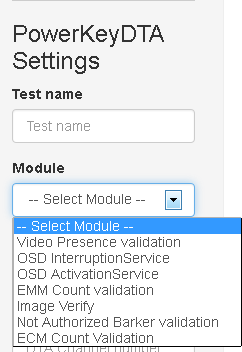 PowerKeyDTA
Settings
Test name
Test name
Module
-- Select Module --
-- Select Module --
Video Presence validation
OSD InterruptionService
OSD ActivationService
EMM Count validation
Image Verify
Not Authorized Barker validation
ECM Count Validation
DTA Channel number